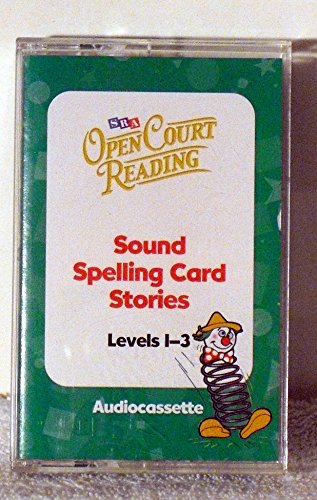 SRA
OPEN COURT
READING
Sound
Spelling Card
Stories
Levels 1–3
Audiocassette